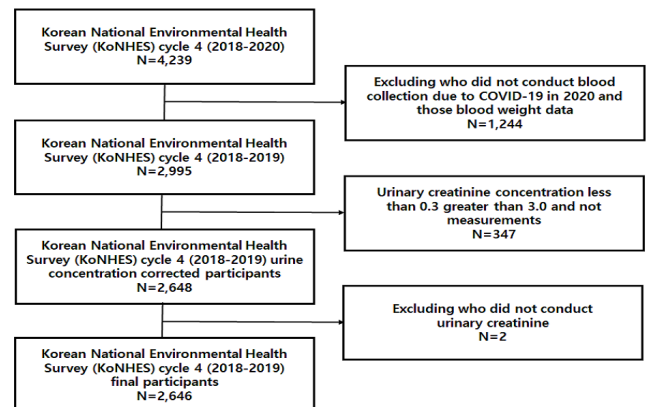 Korean National Environmental Health
Survey (KoNHES) cycle 4 (2018-2020)
N=4,239
Excluding who did not conduct blood
collection due to COVID-19 in 2020 and
those blood weight data
N=1,244
Korean National Environmental Health
Survey (KoNHES) cycle 4 (2018-2019)
N=2,995
Urinary creatinine concentration less
than 0.3 greater than 3.0 and not
measurements
N=347
Korean National Environmental Health
Survey (KoNHES) cycle 4 (2018-2019) urine
concentration corrected participants
N=2,648
Excluding who did not conduct
urinary creatinine
N=2
Korean National Environmental Health
Survey (KoNHES) cycle 4 (2018-2019)
final participants
N=2,646